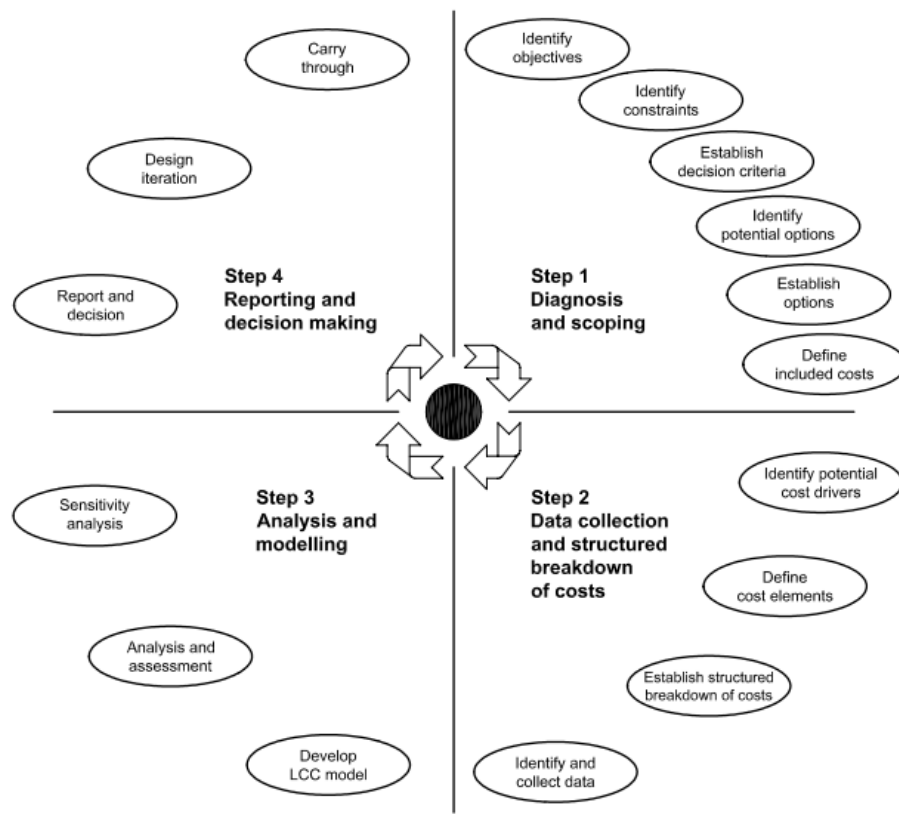 Identify
objectives
Identify
constraints
Establish
decision criteria
Identify
potential options
Establish
options
Define
included costs
Step 1
Diagnosis
and scoping
Identify potential
cost drivers
Define
cost elements
Establish structured
breakdown of costs
Identify and
collect data
Step 2
Data collection
and structured
breakdown
of costs
Develop
LCC model
Analysis and
assessment
Sensitivity
analysis
Step 3
Analysis and
modelling
Report and
decision
Design
iteration
Carry
through
Step 4
Reporting and
decision making